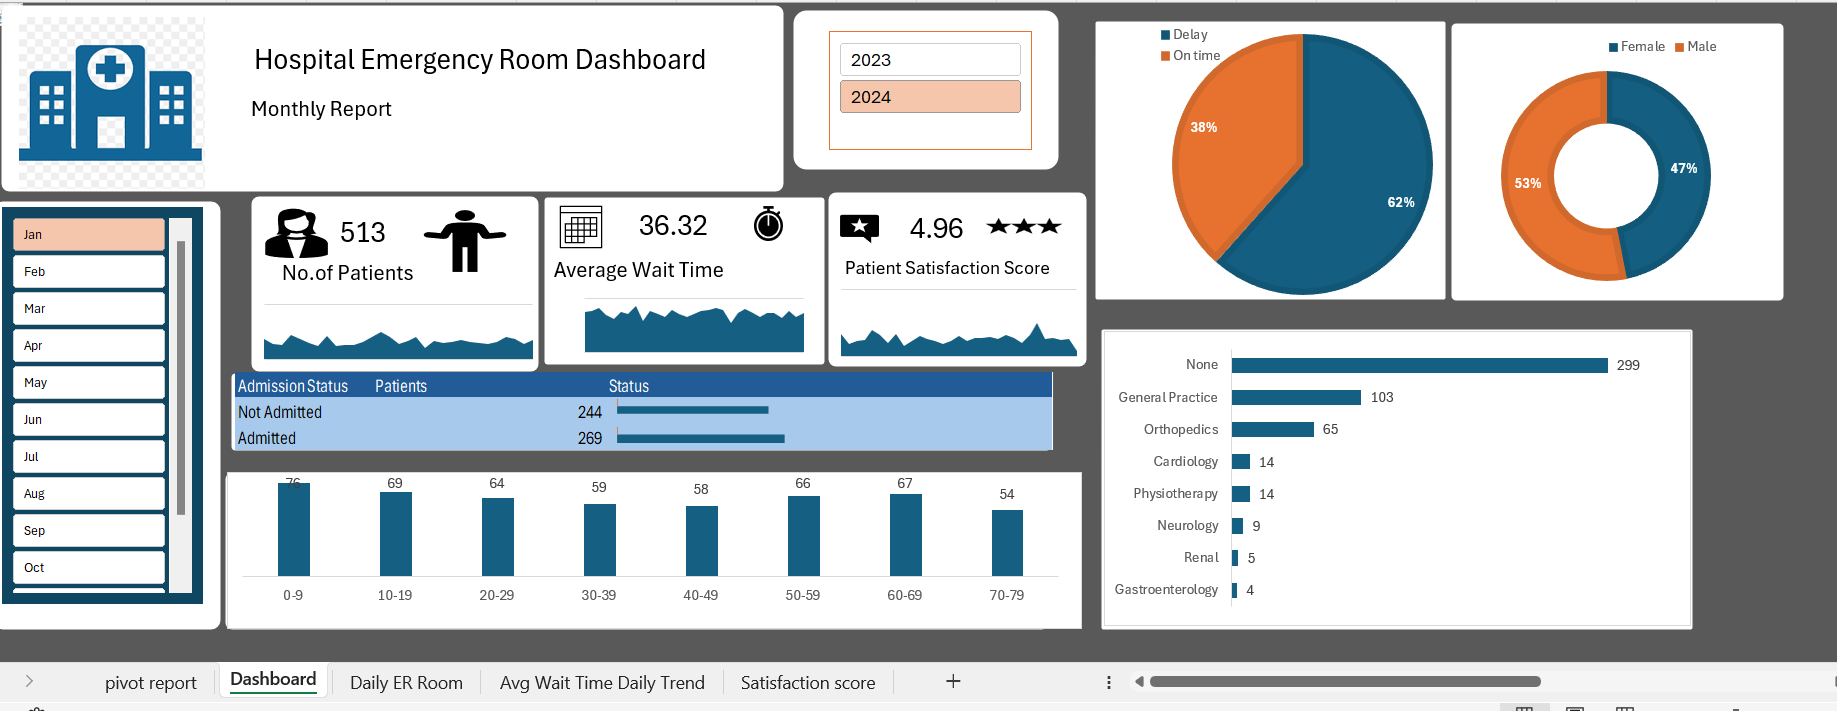 Hospital Emergency Room Dashboard
Monthly Report
2023
2024
Jan
Feb
Mar
Apr
May
Jun
Jul
Aug
Sep
Oct
513
No.of Patients
36.32
Average Wait Time
4.96
Patient Satisfaction Score
Admission Status Patients Status
Not Admitted 244
Admitted 269
76 69 64 59 58 66 67 54
0-9 10-19 20-29 30-39 40-49 50-59 60-69 70-79
Delay
On time
38%
62%
Female Male
53%
47%
None 299
General Practice 103
Orthopedics 65
Cardiology 14
Physiotherapy 14
Neurology 9
Renal 5
Gastroenterology 4
pivot report Dashboard Daily ER Room Avg Wait Time Daily Trend Satisfaction score